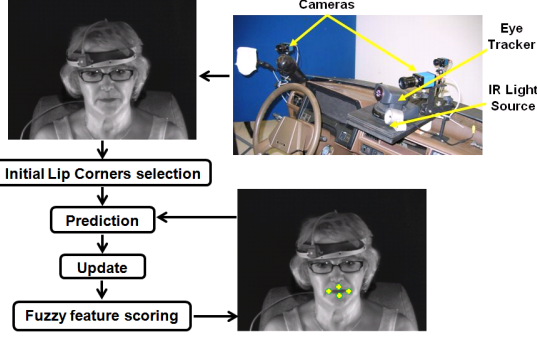 Cameras
Eye
Tracker
IR Light
Source
Initial Lip Corners selection
Prediction
Update
Fuzzy feature scoring